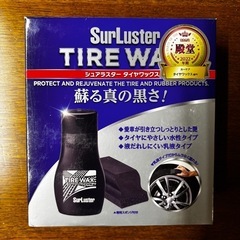 SurLuster
TIRE WAX
シュアラスター タイヤワックス
PROTECT AND REJUVENATE THE TIRE AND RUBBER PRODUCTS.
殿堂
蘇る真の黒さ!
●愛車が引き立つしっとりとした艶
●タイヤにやさしい水性タイプ
●液だれしにくい乳液タイプ
SurLuster
TIRE WAX